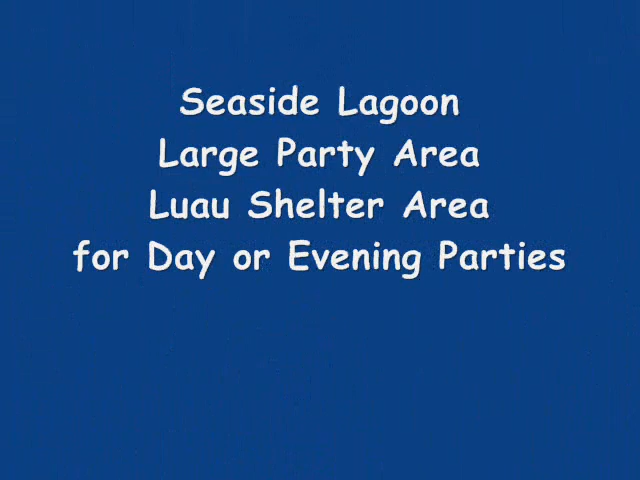 Seaside Lagoon
Large Party Area
Luau Shelter Area
for Day or Evening Parties